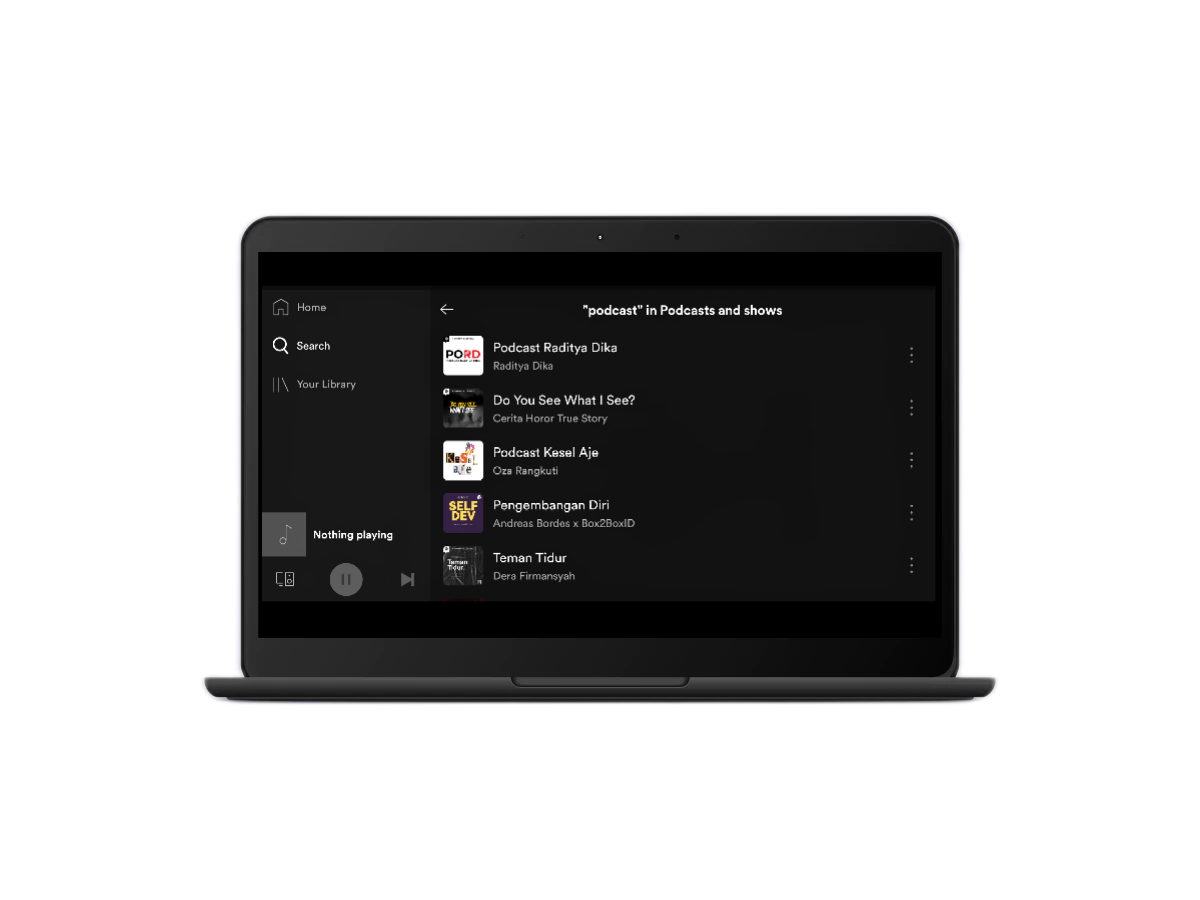 Home
Search
Your Library
Nothing playing
"podcast" in Podcasts and shows
PORD
Podcast Raditya Dika
Raditya Dika
Do You See What I See?
Cerita Horor True Story
KeSeL
aJe
Podcast Kesel Aje
Oza Rangkuti
SELF
DEV
Pengembangan Diri
Andreas Bordes x Box2BoxID
Teman
Tidur.
Teman Tidur
Dera Firmansyah